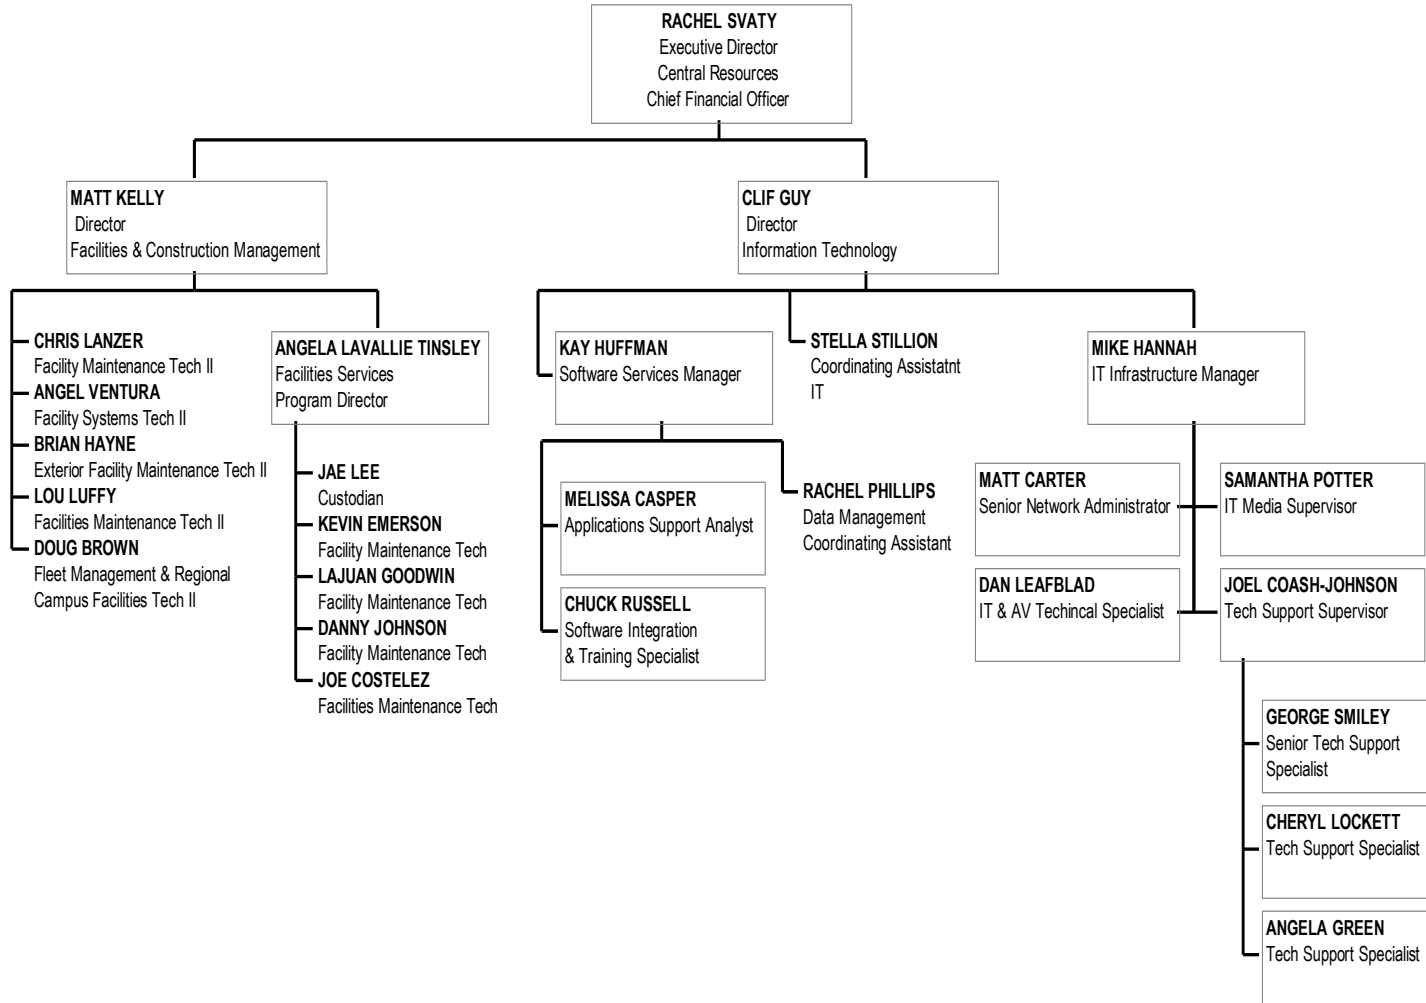 RACHEL SVATY
Executive Director
Central Resources
Chief Financial Officer
MATT KELLY
Director
Facilities & Construction Management
CLIF GUY
Director
Information Technology
CHRIS LANZER
Facility Maintenance Tech II
ANGEL VENTURA
Facility Systems Tech II
BRIAN HAYNE
Exterior Facility Maintenance Tech II
LOU LUFFY
Facilities Maintenance Tech II
DOUG BROWN
Fleet Management & Regional
Campus Facilities Tech II
ANGELA LAVALLIE TINSLEY
Facilities Services
Program Director
JAE LEE
Custodian
KEVIN EMERSON
Facility Maintenance Tech
LAJUAN GOODWIN
Facility Maintenance Tech
DANNY JOHNSON
Facility Maintenance Tech
JOE COSTELEZ
Facilities Maintenance Tech
KAY HUFFMAN
Software Services Manager
MELISSA CASPER
Applications Support Analyst
CHUCK RUSSELL
Software Integration
& Training Specialist
RACHEL PHILLIPS
Data Management
Coordinating Assistant
STELLA STILLION
Coordinating Assistatnt
IT
MIKE HANNAH
IT Infrastructure Manager
MATT CARTER
Senior Network Administrator
SAMANTHA POTTER
IT Media Supervisor
DAN LEAFBLAD
IT & AV Techincal Specialist
JOEL COASH-JOHNSON
Tech Support Supervisor
GEORGE SMILEY
Senior Tech Support
Specialist
CHERYL LOCKETT
Tech Support Specialist
ANGELA GREEN
Tech Support Specialist